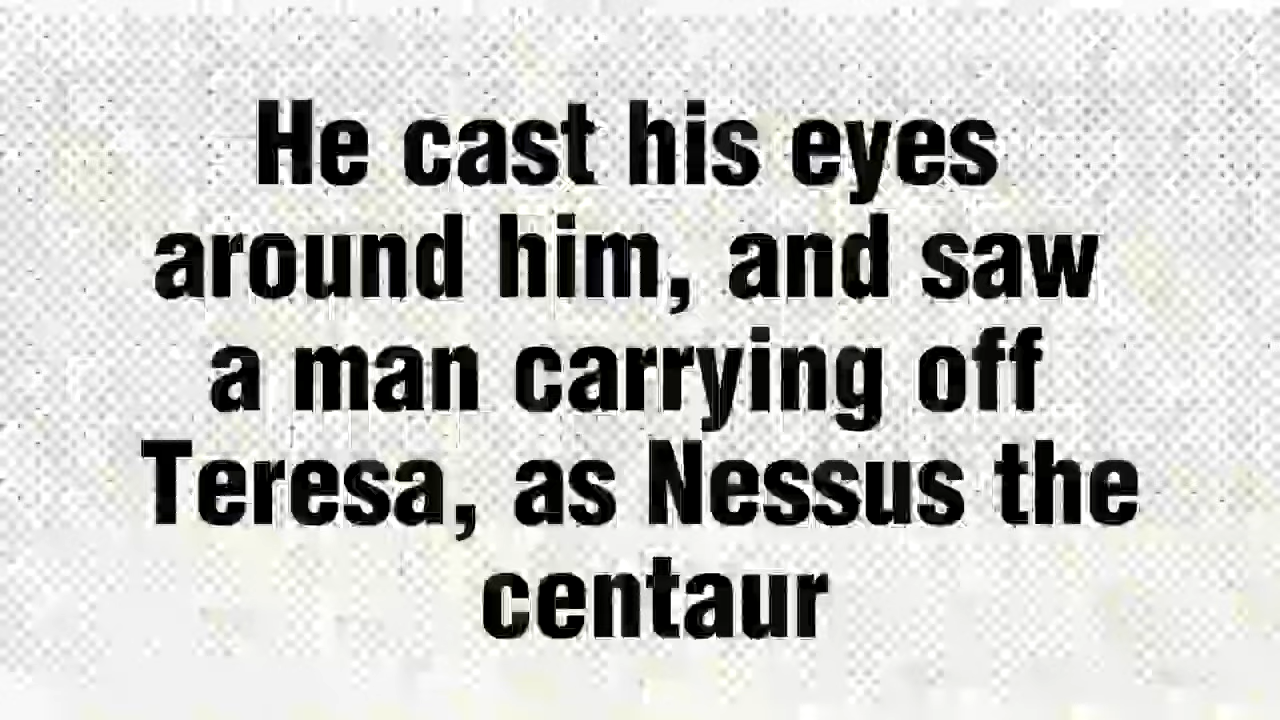 He cast his eyes
around him, and saw
a man carrying off
Teresa, as Nessus the
centaur